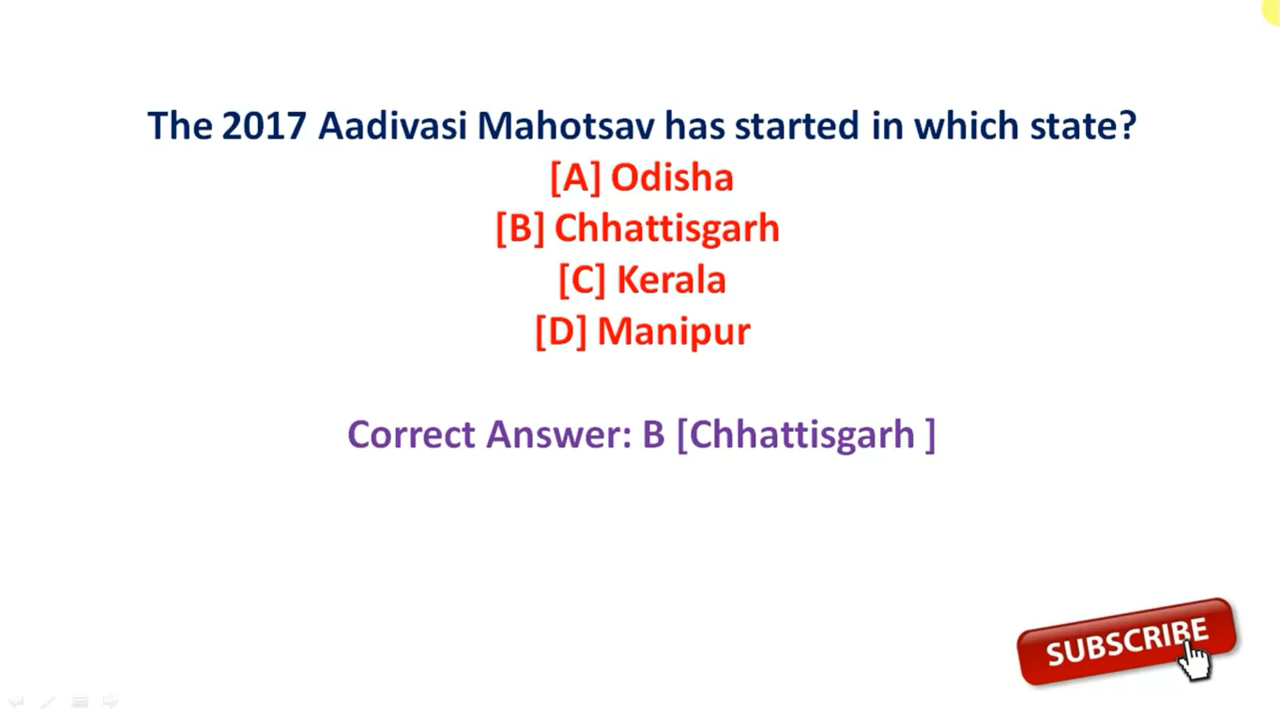 The 2017 Aadivasi Mahotsav has started in which state?
[A] Odisha
[B] Chhattisgarh
[C] Kerala
[D] Manipur
Correct Answer: B [Chhattisgarh ]
SUBSCRIBE